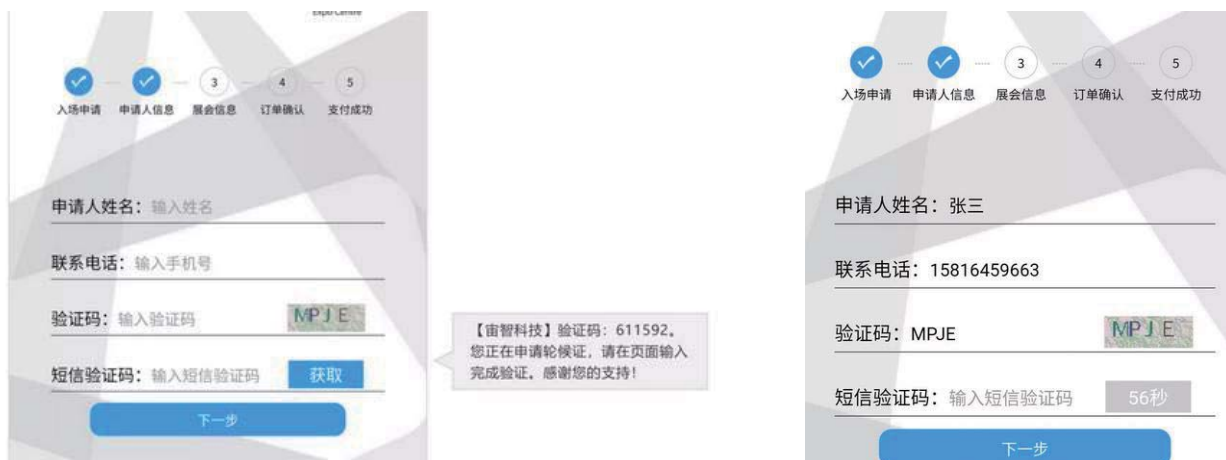 Expo Centre
3
4
5
入场申请
申请人信息
展会信息
订单确认
支付成功
申请人姓名：输入姓名
联系电话：输入手机号
验证码：输入验证码
MPJE
短信验证码：输入短信验证码
获取
下一步
【宙智科技】验证码：611592。
您正在申请轮候证，请在页面输入
完成验证。感谢您的支持！
3
4
5
入场申请
申请人信息
展会信息
订单确认
支付成功
申请人姓名：张三
联系电话：15816459663
验证码：MPJE
MPJE
短信验证码：输入短信验证码
56秒
下一步